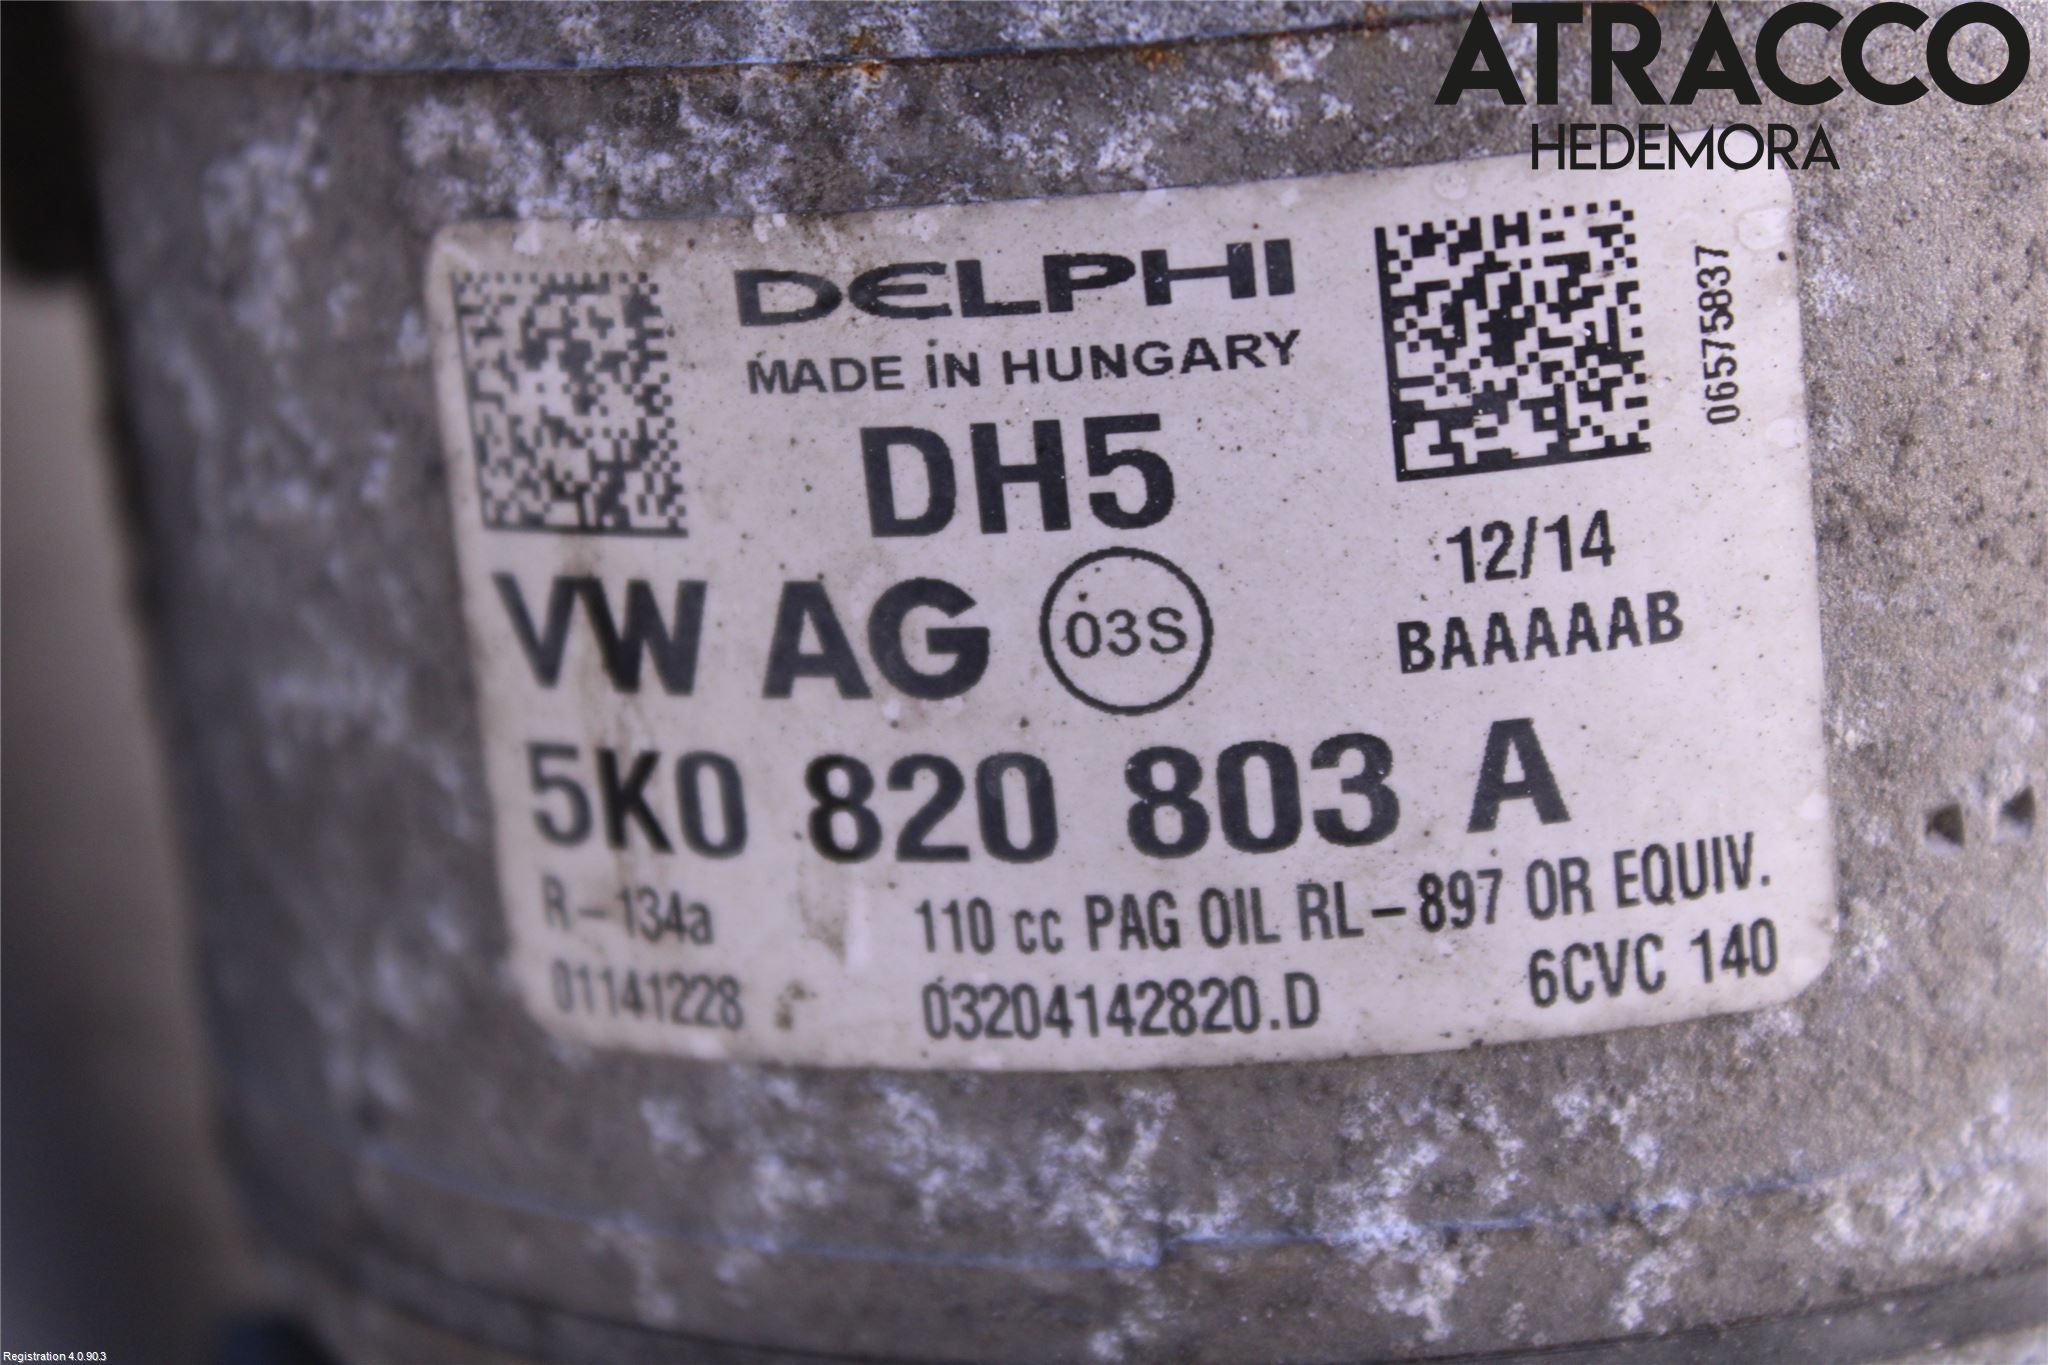 ATRACCO
HEDEMORA
DELPHI
MADE IN HUNGARY
DH5
06575837
12/14
BAAAAAB
VW AG 03S
5K0 820 803 A
R-134a 110 cc PAG OIL RL-897 OR EQUIV.
01141228 03204142820.D 6CVC 140
Registration 4.0.90.3